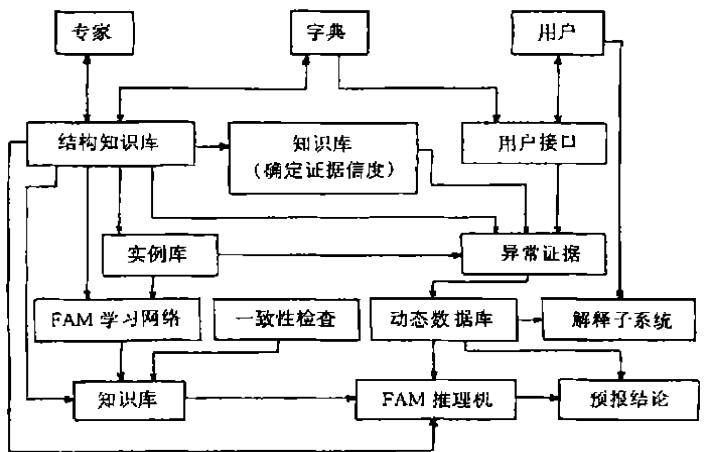 专家
字典
用户
结构知识库
知识库
(确定证据信度)
用户接口
实例库
异常证据
FAM 学习网络
一致性检查
动态数据库
解释子系统
知识库
FAM 推理机
预报结论